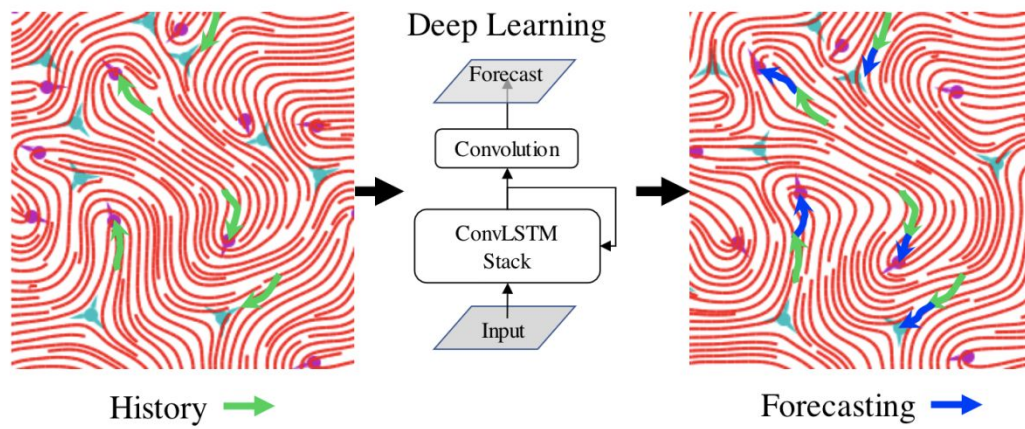 Deep Learning
Forecast
Convolution
ConvLSTM
Stack
Input
History
Forecasting